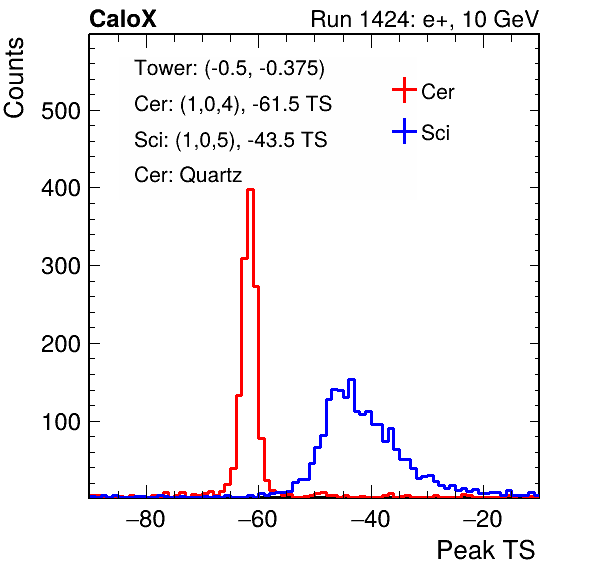 CaloX Run 1424: e+, 10 GeV
Counts
Tower: (-0.5, -0.375)
Cer: (1,0,4), -61.5 TS
Sci: (1,0,5), -43.5 TS
Cer: Quartz
Cer
Sci
500
400
300
200
100
−80 −60 −40 −20
Peak TS